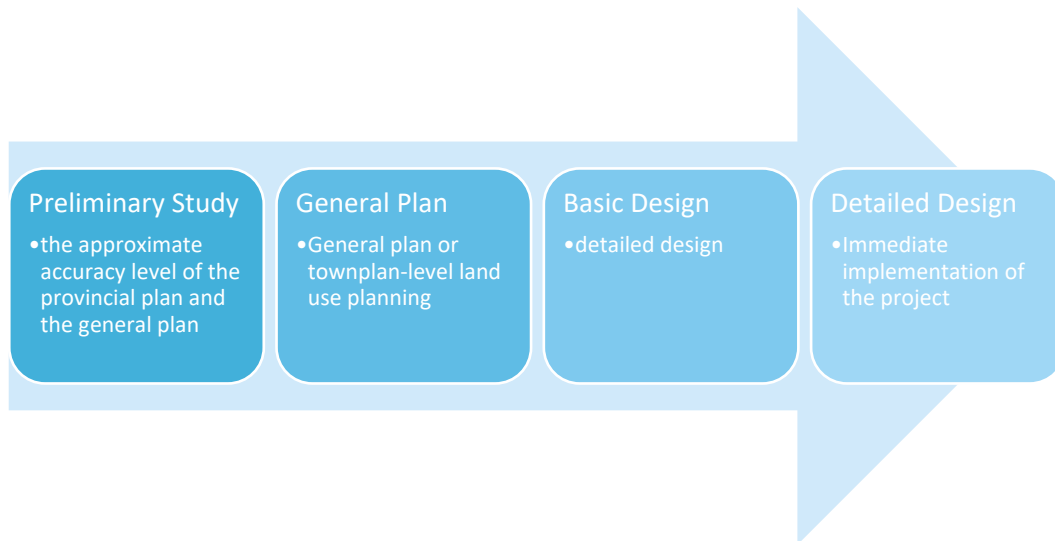 Preliminary Study
•the approximate
accuracy level of the
provincial plan and
the general plan
General Plan
•General plan or
townplan-level land
use planning
Basic Design
•detailed design
Detailed Design
•Immediate
implementation of
the project